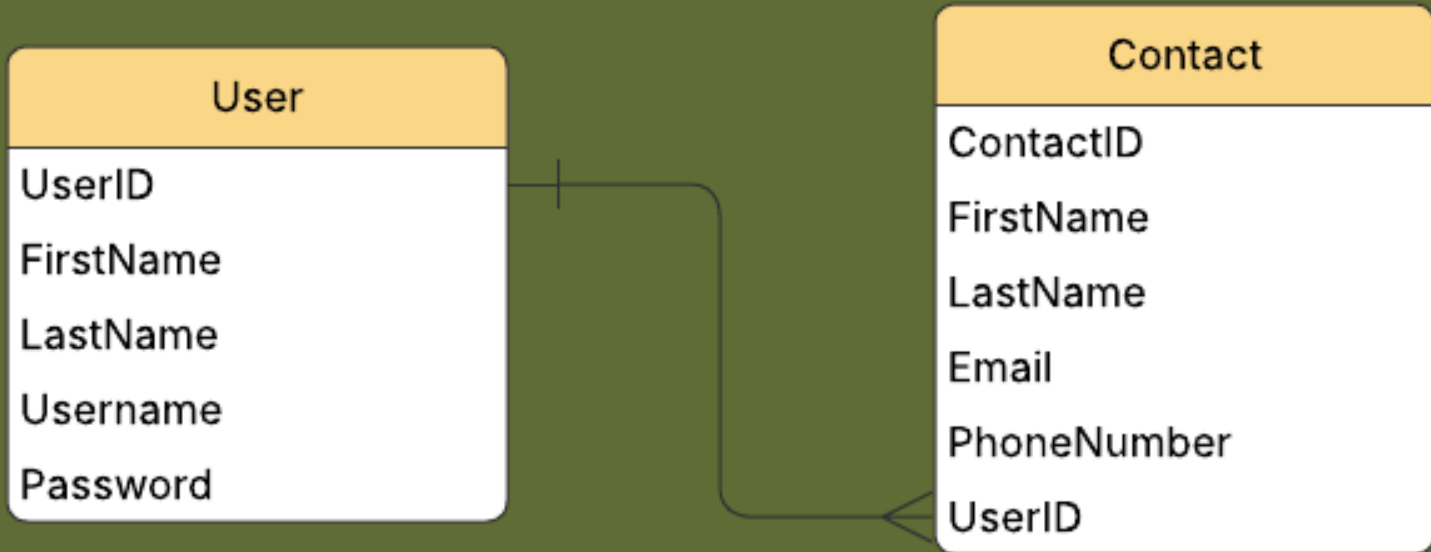 User
UserID
FirstName
LastName
Username
Password
Contact
ContactID
FirstName
LastName
Email
PhoneNumber
UserID